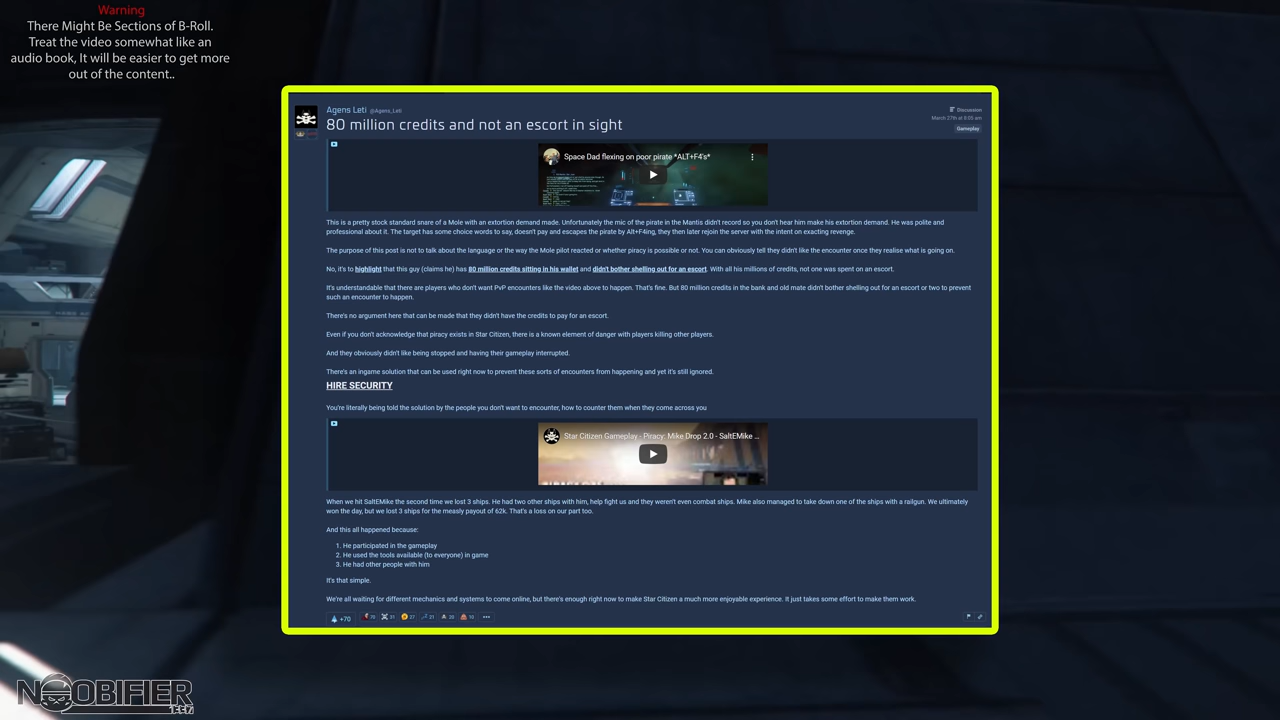 Warning
There Might Be Sections of B-Roll.
Treat the video somewhat like an
audio book, It will be easier to get more
out of the content..
Agens Leti @Agens_Leti
80 million credits and not an escort in sight
Discussion
March 27th at 8:05 am
Gameplay
Space Dad flexing on poor pirate *ALT+F4's*
This is a pretty stock standard snare of a Mole with an extortion demand made. Unfortunately the mic of the pirate in the Mantis didn't record so you don't hear him make his extortion demand. He was polite and
professional about it. The target has some choice words to say, doesn't pay and escapes the pirate by Alt+F4ing, they then later rejoin the server with the intent on exacting revenge.
The purpose of this post is not to talk about the language or the way the Mole pilot reacted or whether piracy is possible or not. You can obviously tell they didn't like the encounter once they realise what is going on.
No, it's to highlight that this guy (claims he) has 80 million credits sitting in his wallet and didn't bother shelling out for an escort. With all his millions of credits, not one was spent on an escort.
It's understandable that there are players who don't want PvP encounters like the video above to happen. That's fine. But 80 million credits in the bank and old mate didn't bother shelling out for an escort or two to prevent
such an encounter to happen.
There's no argument here that can be made that they didn't have the credits to pay for an escort.
Even if you don't acknowledge that piracy exists in Star Citizen, there is a known element of danger with players killing other players.
And they obviously didn't like being stopped and having their gameplay interrupted.
There's an ingame solution that can be used right now to prevent these sorts of encounters from happening and yet it's still ignored.
HIRE SECURITY
You're literally being told the solution by the people you don't want to encounter, how to counter them when they come across you
Star Citizen Gameplay - Piracy: Mike Drop 2.0 - SaltEMike ...
When we hit SaltEMike the second time we lost 3 ships. He had two other ships with him, help fight us and they weren't even combat ships. Mike also managed to take down one of the ships with a railgun. We ultimately
won the day, but we lost 3 ships for the measly payout of 62k. That's a loss on our part too.
And this all happened because:
1. He participated in the gameplay
2. He used the tools available (to everyone) in game
3. He had other people with him
It's that simple.
We're all waiting for different mechanics and systems to come online, but there's enough right now to make Star Citizen a much more enjoyable experience. It just takes some effort to make them work.
+70 70 31 27 21 20 10
NOOBIFIER